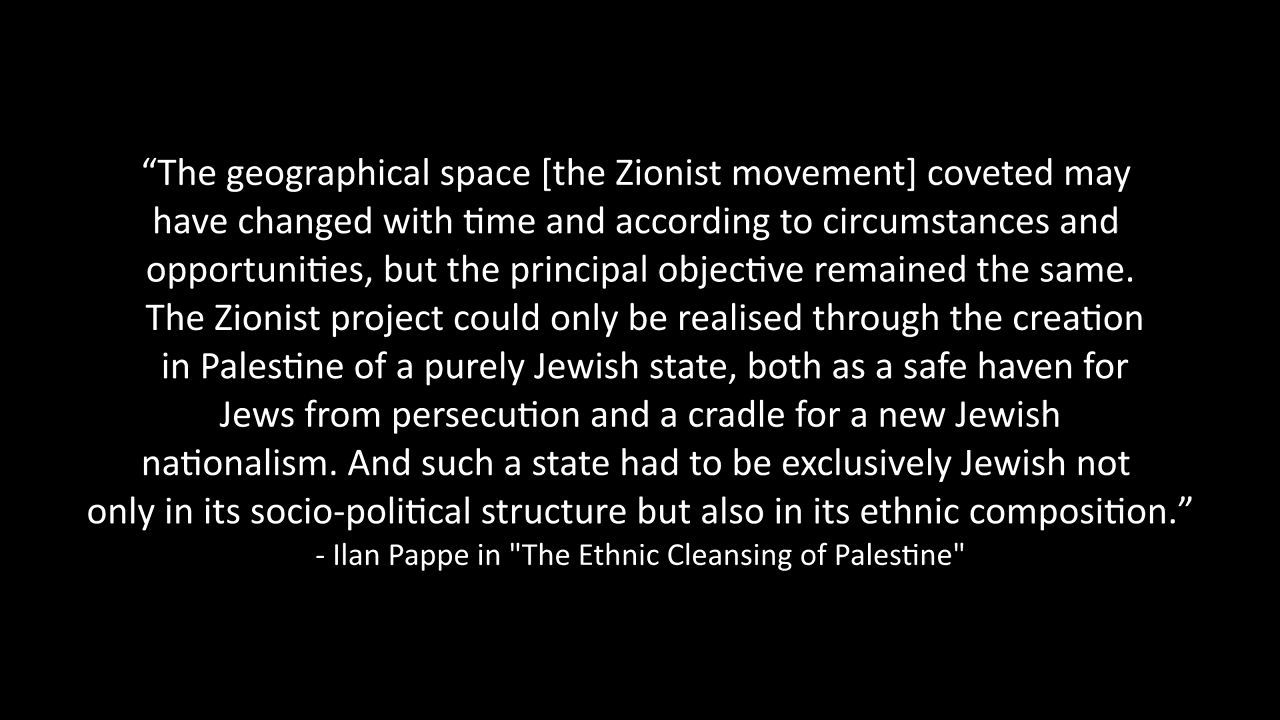 “The geographical space [the Zionist movement] coveted may
have changed with time and according to circumstances and
opportunities, but the principal objective remained the same.
The Zionist project could only be realised through the creation
in Palestine of a purely Jewish state, both as a safe haven for
Jews from persecution and a cradle for a new Jewish
nationalism. And such a state had to be exclusively Jewish not
only in its socio-political structure but also in its ethnic composition.”
- Ilan Pappe in "The Ethnic Cleansing of Palestine"